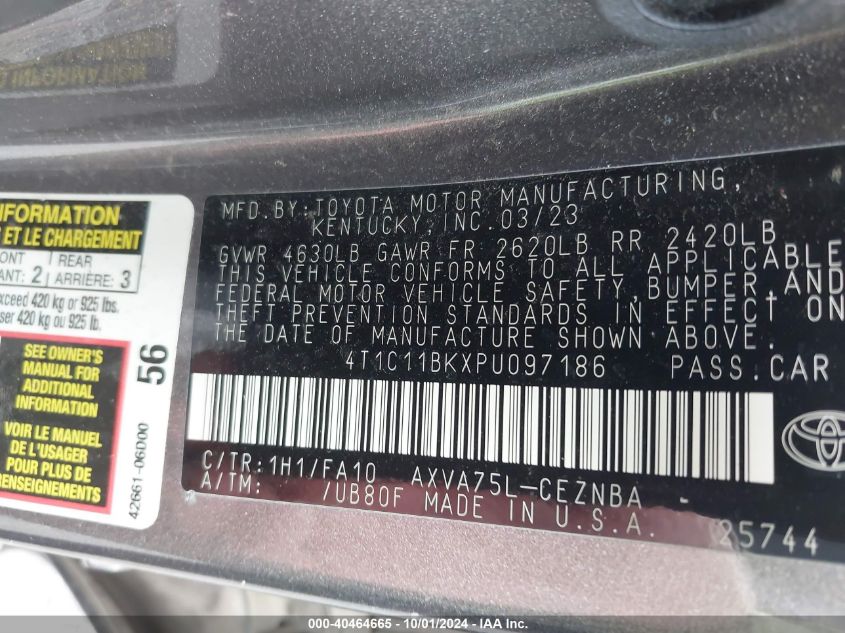 O INFORMATION
INFORMATION
ET LE CHARGEMENT
REAR
2 ARRIÈRE: 3
exceed 420 kg or 925 lbs.
420 kg ou 925 lb.
SEE OWNER'S
MANUAL FOR
ADDITIONAL
INFORMATION
VOIR LE MANUEL
DE L'USAGER
POUR PLUS DE
RENSEIGNEMENTS
56
42661-06D00
MFD. BY: TOYOTA MOTOR MANUFACTURING,
KENTUCKY, INC. 03/23
GVWR 4630LB GAWR FR 2620LB RR 2420LB
THIS VEHICLE CONFORMS TO ALL APPLICABLE
FEDERAL MOTOR VEHICLE SAFETY, BUMPER, AND
THEFT PREVENTION STANDARDS IN EFFECT ON
THE DATE OF MANUFACTURE SHOWN ABOVE.
4T1C11BKXPU097186 PASS.CAR
C/TR: 1H1/FA10 AXVA75L-CEZNBA
A/TM: /UB80F MADE IN U.S.A. 25744
000-40464665 - 10/01/2024 - IAA, Inc.